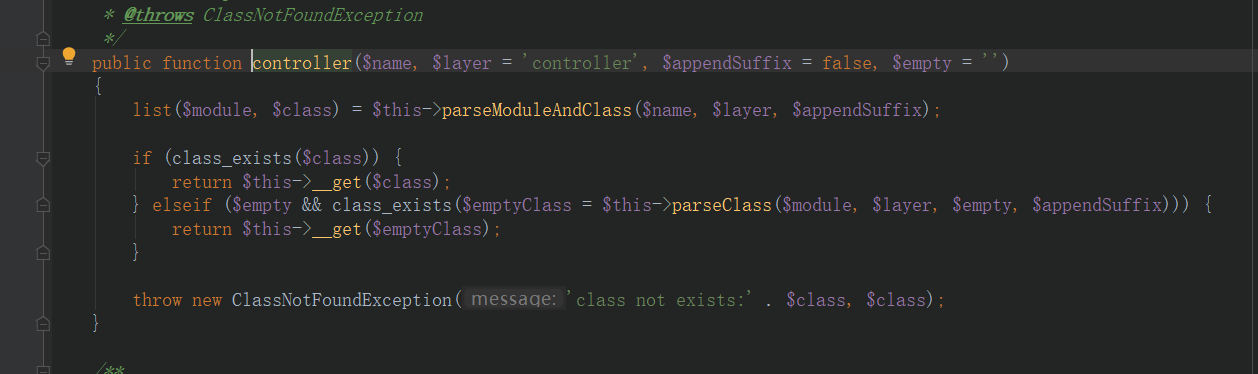 * @throws ClassNotFoundException
*/
public function controller($name, $layer = 'controller', $appendSuffix = false, $empty = '')
{
list($module, $class) = $this->parseModuleAndClass($name, $layer, $appendSuffix);
if (class_exists($class)) {
return $this->__get($class);
} elseif ($empty && class_exists($emptyClass = $this->parseClass($module, $layer, $empty, $appendSuffix))) {
return $this->__get($emptyClass);
}
throw new ClassNotFoundException( message: 'class not exists:' . $class, $class);
}
/**